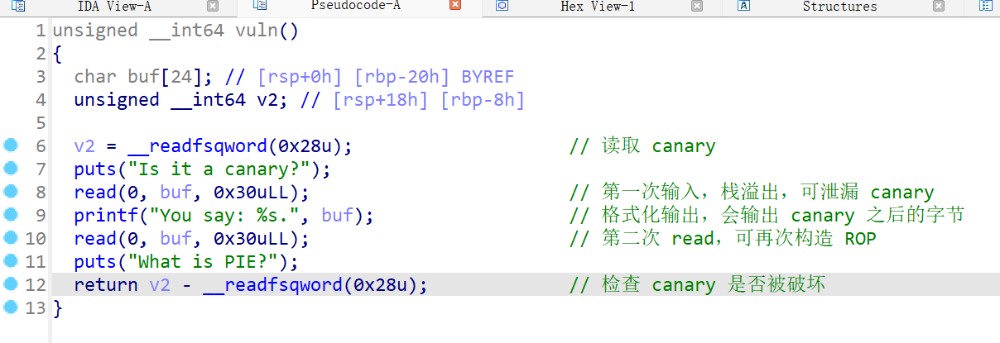 IDA View-A Pseudocode-A Hex View-1 Structures
1 unsigned __int64 vuln()
2 {
3 char buf[24]; // [rsp+0h] [rbp-20h] BYREF
4 unsigned __int64 v2; // [rsp+18h] [rbp-8h]
5
6 v2 = __readfsqword(0x28u); // 读取 canary
7 puts("Is it a canary?");
8 read(0, buf, 0x30uLL); // 第一次输入，栈溢出，可泄漏 canary
9 printf("You say: %s.", buf); // 格式化输出，会输出 canary 之后的字节
10 read(0, buf, 0x30uLL); // 第二次 read，可再次构造 ROP
11 puts("What is PIE?");
12 return v2 - __readfsqword(0x28u); // 检查 canary 是否被破坏
13 }